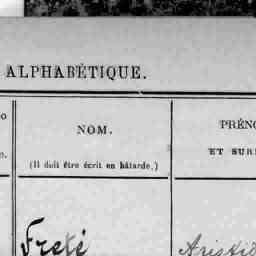 ALPHABÉTIQUE.
NOM.
(Il doit être écrit en bâtarde.)
PRÉNO
ET SUR
Freté
Aristid